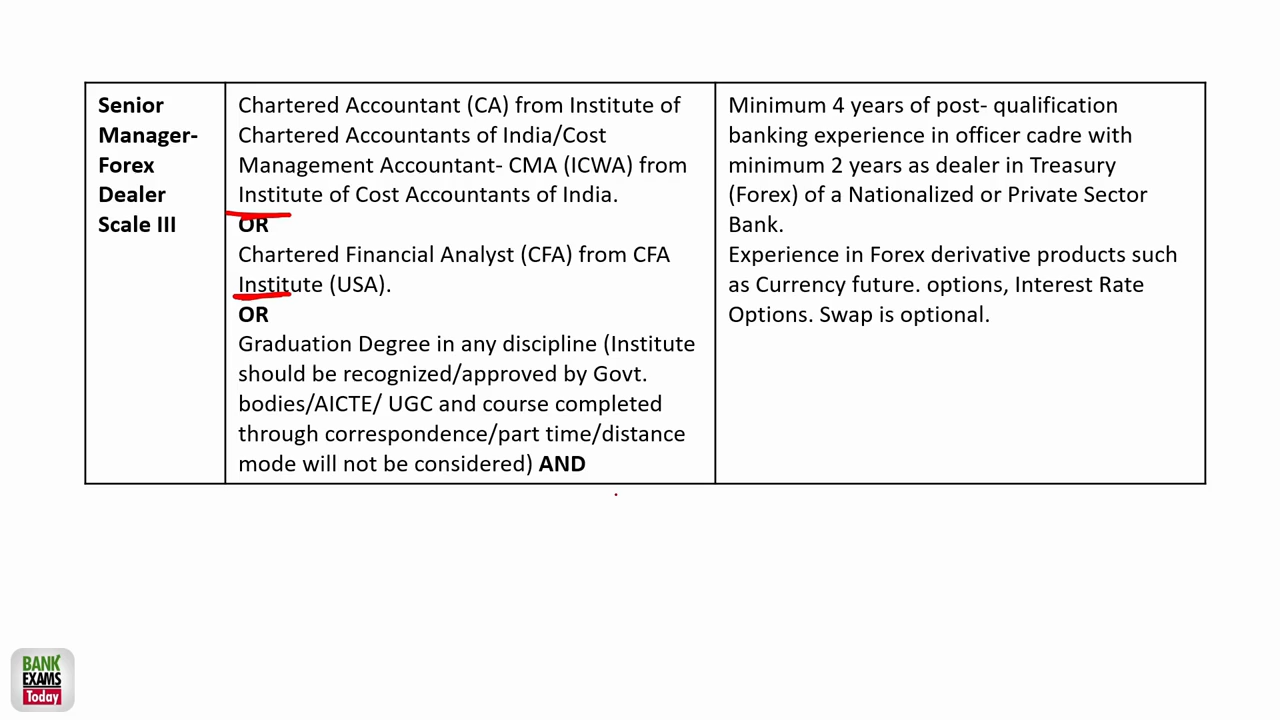 Senior
Manager-
Forex
Dealer
Scale III
Chartered Accountant (CA) from Institute of
Chartered Accountants of India/Cost
Management Accountant- CMA (ICWA) from
Institute of Cost Accountants of India.
OR
Chartered Financial Analyst (CFA) from CFA
Institute (USA).
OR
Graduation Degree in any discipline (Institute
should be recognized/approved by Govt.
bodies/AICTE/ UGC and course completed
through correspondence/part time/distance
mode will not be considered) AND
Minimum 4 years of post- qualification
banking experience in officer cadre with
minimum 2 years as dealer in Treasury
(Forex) of a Nationalized or Private Sector
Bank.
Experience in Forex derivative products such
as Currency future. options, Interest Rate
Options. Swap is optional.
BANK
EXAMS
Today